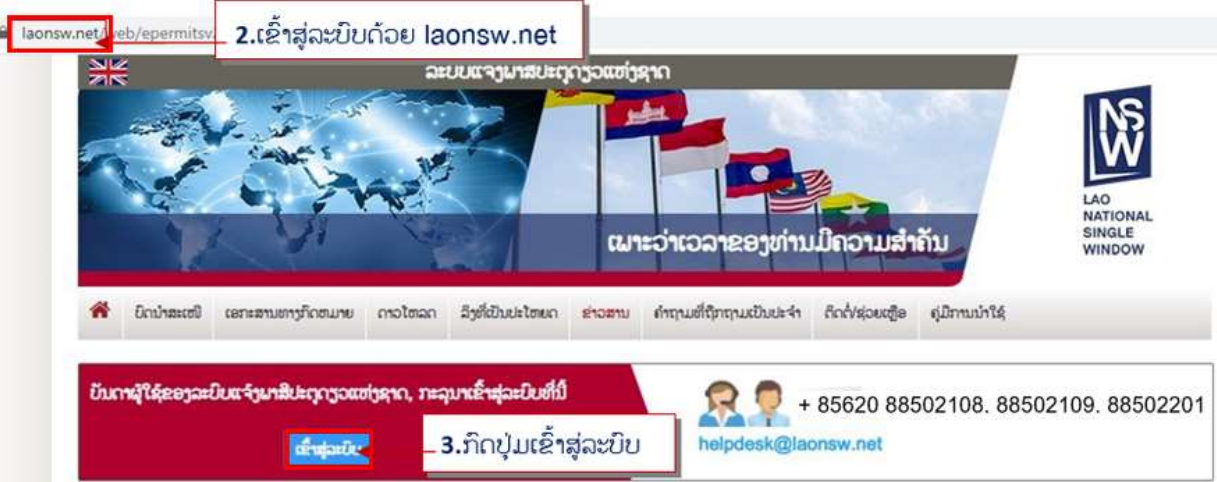 laonsw.net/web/epermitsv
2.ເຂົ້າສູ່ລະບົບດ້ວຍ laonsw.net
ລະບບແຈງພາສປະຕູດຽວແຫ່ງຊາດ
ເພາະວ່າເວລາຂອງທ່ານມີຄວາມສຳຄັນ
NSW
LAO
NATIONAL
SINGLE
WINDOW
ບົດນຳສະເໜີ ເອກະສານທາງກົດຫມາຍ ດາວໂຫລດ ລິງທີ່ເປັນປະໂຫຍດ ຂ່າວສານ ຄຳຖາມທີ່ຖືກຖາມເປັນປະຈຳ ຕິດຕໍ່/ຊ່ວຍເຫຼືອ ຄູ່ມືການນຳໃຊ້
ບັນດາຜູ້ໃຊ້ຂອງລະບົບແຈ້ງພາສີປະຕູດຽວແຫ່ງຊາດ, ກະລຸນາເຂົ້າສູ່ລະບົບທີ່ນີ້
+ 85620 88502108. 88502109. 88502201
ເຂົ້າສູ່ລະບົບ
3.ກົດປຸ່ມເຂົ້າສູ່ລະບົບ
helpdesk@laonsw.net